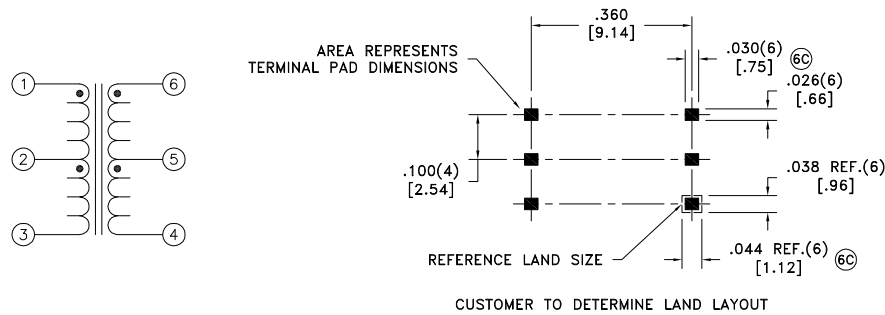 1
6
2
5
3
4
.360
[9.14]
AREA REPRESENTS
TERMINAL PAD DIMENSIONS
.030(6) 6C
[.75]
.026(6)
[.66]
.100(4)
[2.54]
.038 REF.(6)
[.96]
REFERENCE LAND SIZE
.044 REF.(6) 6C
[1.12]
CUSTOMER TO DETERMINE LAND LAYOUT